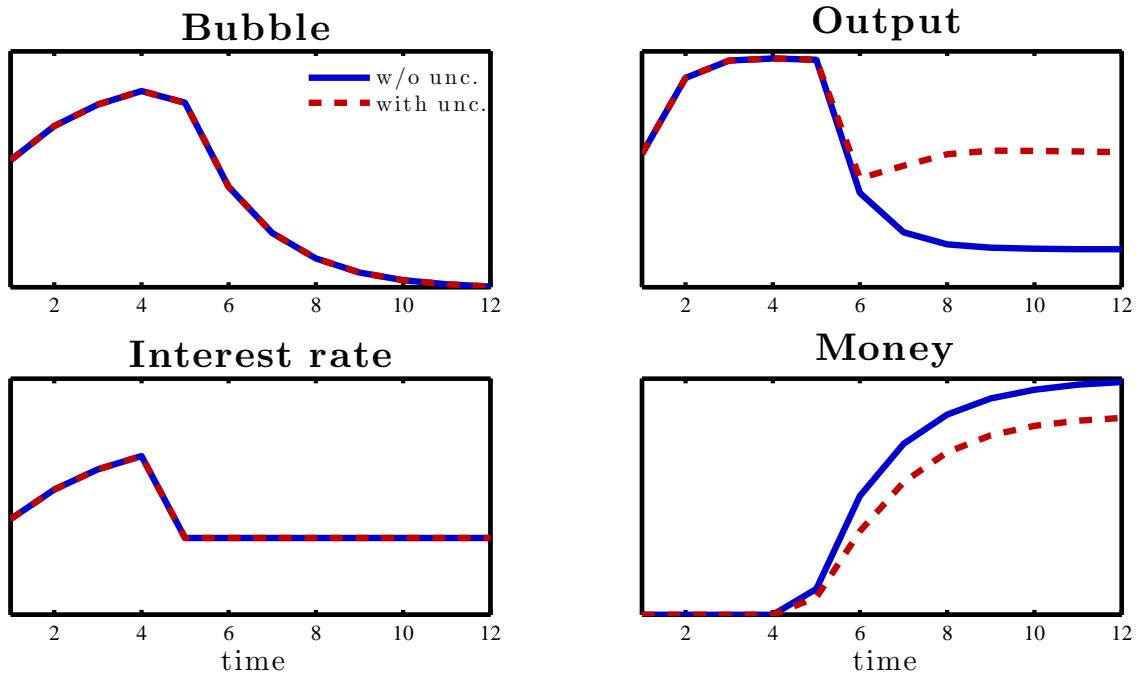 Bubble
w/o unc.
with unc.
2 4 6 8 10 12
Output
2 4 6 8 10 12
Interest rate
2 4 6 8 10 12
time
Money
2 4 6 8 10 12
time